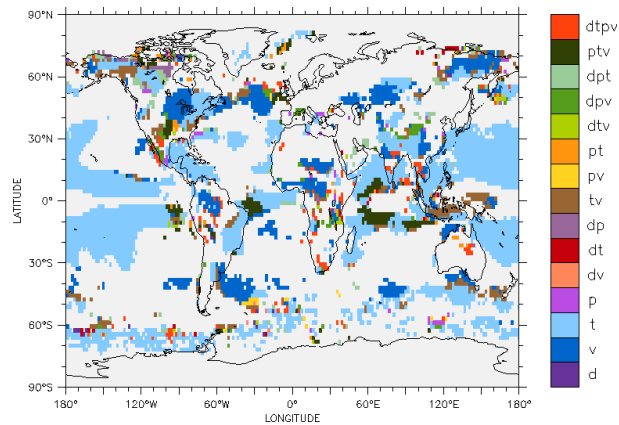 90°N
60°N
30°N
0°
30°S
60°S
90°S
LATITUDE
180°
120°W
60°W
0°
60°E
120°E
180°
LONGITUDE
dtpv
ptv
dpt
dpv
dtv
pt
pv
tv
dp
dt
dv
p
t
v
d